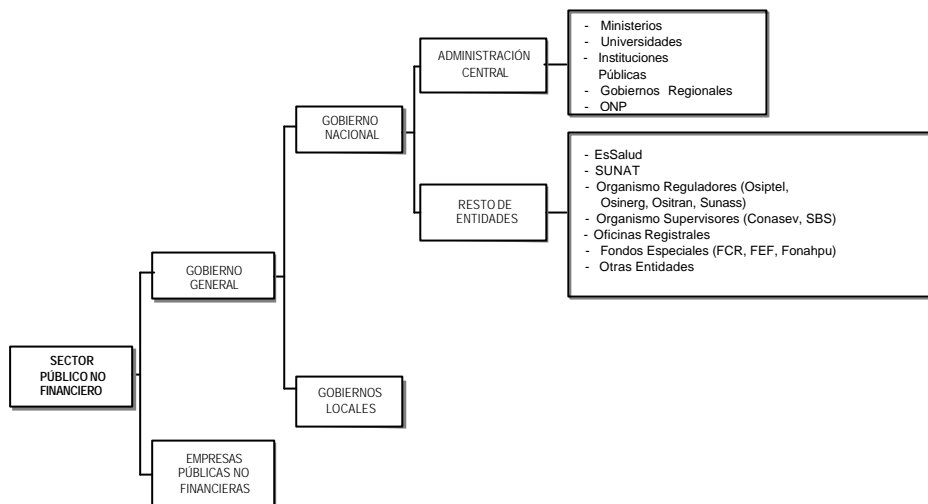 - Ministerios
- Universidades
- Instituciones
Públicas
- Gobiernos Regionales
- ONP
ADMINISTRACIÓN
CENTRAL
GOBIERNO
NACIONAL
- EsSalud
- SUNAT
- Organismo Reguladores (Osiptel,
Osinerg, Ositran, Sunass)
- Organismo Supervisores (Conasev, SBS)
- Oficinas Registrales
- Fondos Especiales (FCR, FEF, Fonahpu)
- Otras Entidades
RESTO DE
ENTIDADES
GOBIERNO
GENERAL
SECTOR
PÚBLICO NO
FINANCIERO
GOBIERNOS
LOCALES
EMPRESAS
PÚBLICAS NO
FINANCIERAS